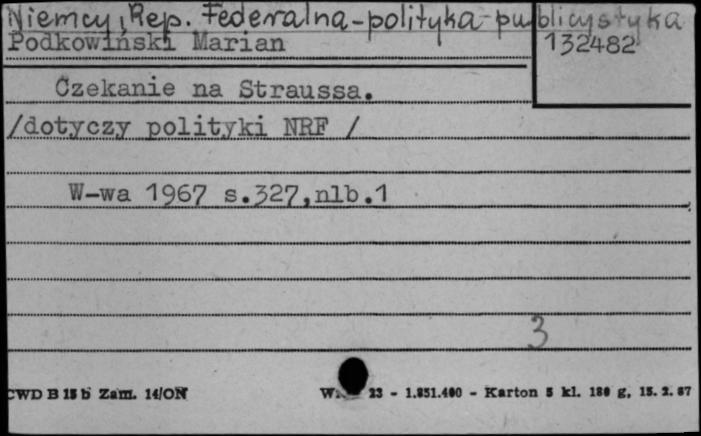 Niemcy, Rep. Federalna-polityka-publicystyka
Podkowiński Marian
132482
Czekanie na Straussa.
/dotyczy polityki NRF /
W-wa 1967 s.327,nlb.1
3
CWD B 15 b Zam. 14/ON
23 - 1.851.400 - Karton 5 kl. 180 g, 15.2.67